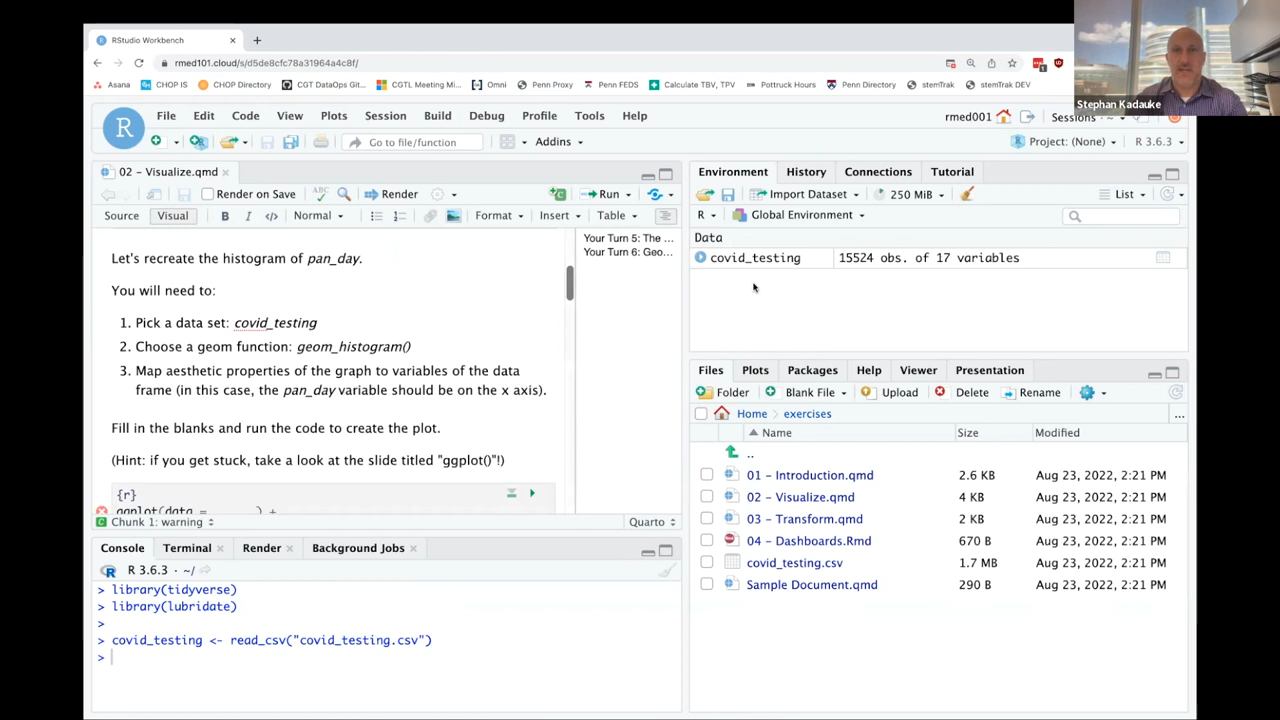 RStudio Workbench
rmed101.cloud/s/d5de8cfc78a31964a4c8f/
Asana CHOP IS CHOP Directory CGT DataOps Git... CGTL Meeting Mi... Omni Penn Proxy Penn FEDS Calculate TBV, TPV Pottruck Hours Penn Directory stemTrak stemTrak DEV
Stephan Kadauke
File Edit Code View Plots Session Build Debug Profile Tools Help
rmed001 Sessions
Go to file/function Addins
Project: (None) R 3.6.3
02 - Visualize.qmd
Render on Save ABC Render Run
Source Visual B I </> Normal Format Insert Table
Let's recreate the histogram of pan_day.
You will need to:
1. Pick a data set: covid_testing
2. Choose a geom function: geom_histogram()
3. Map aesthetic properties of the graph to variables of the data
frame (in this case, the pan_day variable should be on the x axis).
Fill in the blanks and run the code to create the plot.
(Hint: if you get stuck, take a look at the slide titled "ggplot()"!)
{r}
ggplot(data = ______) +
Your Turn 5: The ...
Your Turn 6: Geo...
Chunk 1: warning Quarto
Console Terminal Render Background Jobs
R 3.6.3 · ~/
> library(tidyverse)
> library(lubridate)
>
> covid_testing <- read_csv("covid_testing.csv")
>
Environment History Connections Tutorial
Import Dataset 250 MiB List
R Global Environment
Data
covid_testing 15524 obs. of 17 variables
Files Plots Packages Help Viewer Presentation
Folder Blank File Upload Delete Rename
Home exercises ...
Name Size Modified
..
01 - Introduction.qmd 2.6 KB Aug 23, 2022, 2:21 PM
02 - Visualize.qmd 4 KB Aug 23, 2022, 2:21 PM
03 - Transform.qmd 2 KB Aug 23, 2022, 2:21 PM
04 - Dashboards.Rmd 670 B Aug 23, 2022, 2:21 PM
covid_testing.csv 1.7 MB Aug 23, 2022, 2:21 PM
Sample Document.qmd 290 B Aug 23, 2022, 2:21 PM